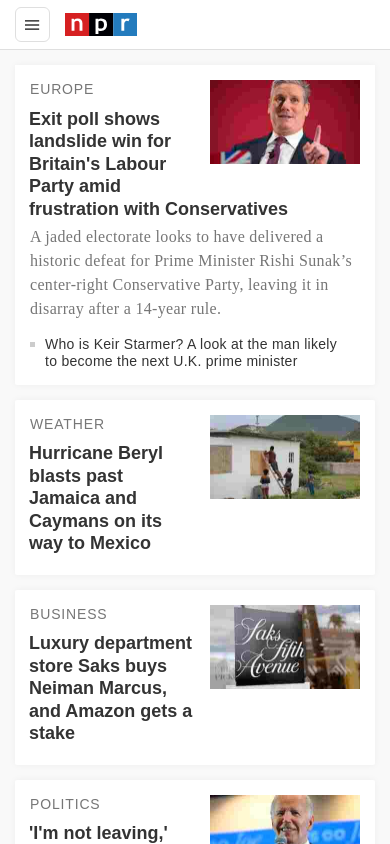 npr
EUROPE
Exit poll shows
landslide win for
Britain's Labour
Party amid
frustration with Conservatives
A jaded electorate looks to have delivered a
historic defeat for Prime Minister Rishi Sunak’s
center-right Conservative Party, leaving it in
disarray after a 14-year rule.
Who is Keir Starmer? A look at the man likely
to become the next U.K. prime minister
WEATHER
Hurricane Beryl
blasts past
Jamaica and
Caymans on its
way to Mexico
BUSINESS
Luxury department
store Saks buys
Neiman Marcus,
and Amazon gets a
stake
Saks
fifth
Avenue
POLITICS
'I'm not leaving,'